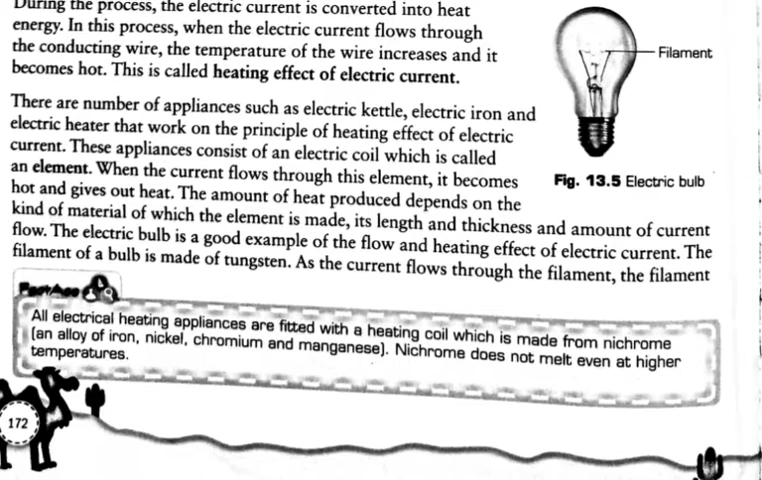 During the process, the electric current is converted into heat
energy. In this process, when the electric current flows through
the conducting wire, the temperature of the wire increases and it
becomes hot. This is called heating effect of electric current.
Filament
There are number of appliances such as electric kettle, electric iron and
electric heater that work on the principle of heating effect of electric
current. These appliances consist of an electric coil which is called
an element. When the current flows through this element, it becomes
hot and gives out heat. The amount of heat produced depends on the
Fig. 13.5 Electric bulb
kind of material of which the element is made, its length and thickness and amount of current
flow. The electric bulb is a good example of the flow and heating effect of electric current. The
filament of a bulb is made of tungsten. As the current flows through the filament, the filament
All electrical heating appliances are fitted with a heating coil which is made from nichrome
(an alloy of iron, nickel, chromium and manganese). Nichrome does not melt even at higher
temperatures.
172